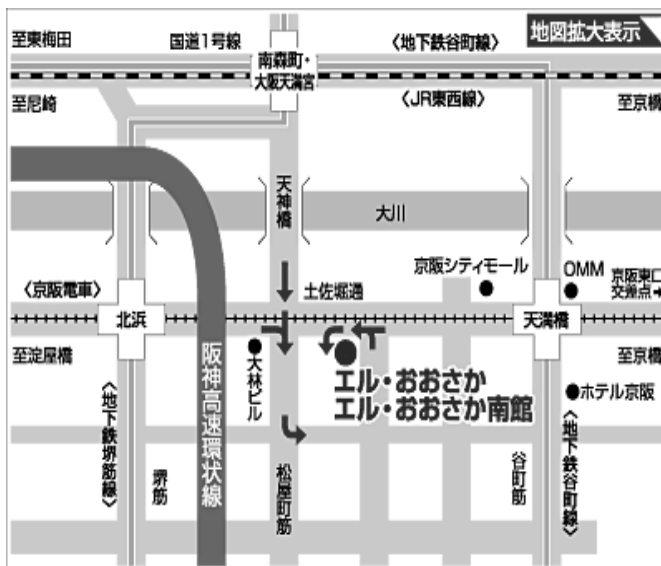 地図拡大表示
至東梅田
国道1号線
南森町・
大阪天満宮
〈地下鉄谷町線〉
至尼崎
〈JR東西線〉
至京橋
天神橋
大川
京阪シティモール
OMM
京阪東口
交差点→
〈京阪電車〉
土佐堀通
北浜
天満橋
至淀屋橋
阪神高速環状線
大林ビル
エル・おおさか
エル・おおさか南館
至京橋
ホテル京阪
〈地下鉄堺筋線〉
堺筋
松屋町筋
谷町筋
〈地下鉄谷町線〉